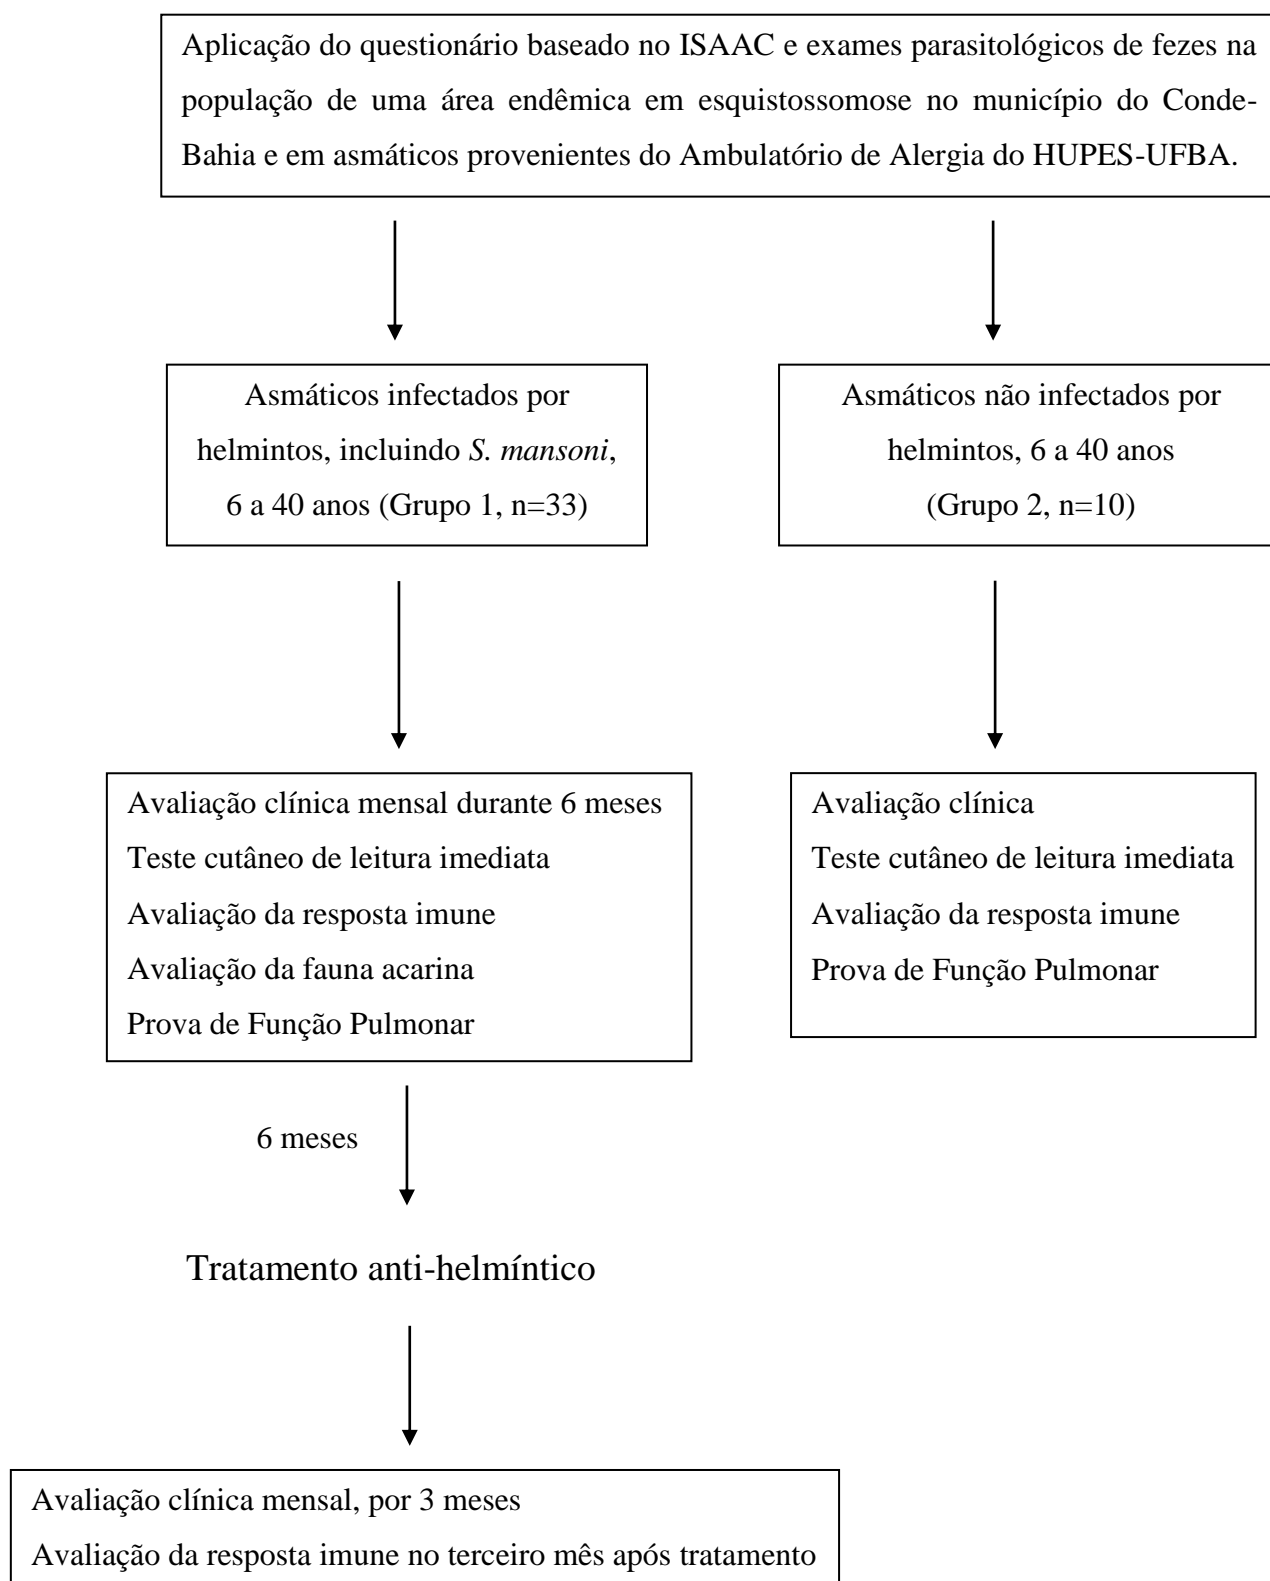 Aplicação do questionário baseado no ISAAC e exames parasitológicos de fezes na
população de uma área endêmica em esquistossomose no município do Conde-
Bahia e em asmáticos provenientes do Ambulatório de Alergia do HUPES-UFBA.
Asmáticos infectados por
helmintos, incluindo S. mansoni,
6 a 40 anos (Grupo 1, n=33)
Asmáticos não infectados por
helmintos, 6 a 40 anos
(Grupo 2, n=10)
Avaliação clínica mensal durante 6 meses
Teste cutâneo de leitura imediata
Avaliação da resposta imune
Avaliação da fauna acarina
Prova de Função Pulmonar
Avaliação clínica
Teste cutâneo de leitura imediata
Avaliação da resposta imune
Prova de Função Pulmonar
6 meses
Tratamento anti-helmíntico
Avaliação clínica mensal, por 3 meses
Avaliação da resposta imune no terceiro mês após tratamento